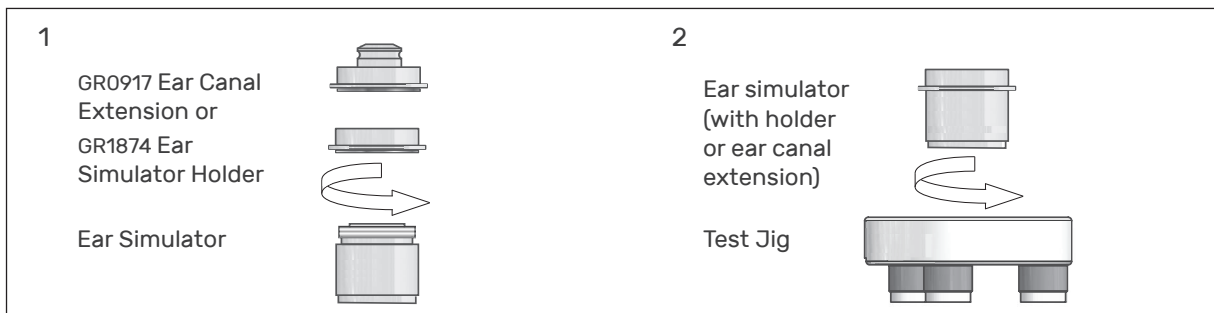 1
GR0917 Ear Canal
Extension or
GR1874 Ear
Simulator Holder
Ear Simulator
2
Ear simulator
(with holder
or ear canal
extension)
Test Jig